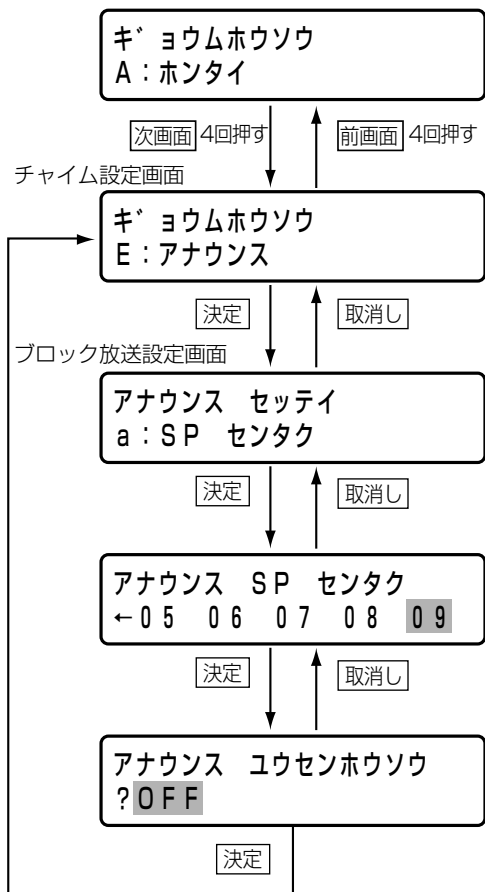 ギョウムホウソウ
A:ホンタイ
次画面 4回押す 前画面 4回押す
チャイム設定画面
ギョウムホウソウ
E:アナウンス
決定 取消し
ブロック放送設定画面
アナウンス セッテイ
a:SP センタク
決定 取消し
アナウンス SP センタク
←05 06 07 08 09
決定 取消し
アナウンス ユウセンホウソウ
?OFF
決定